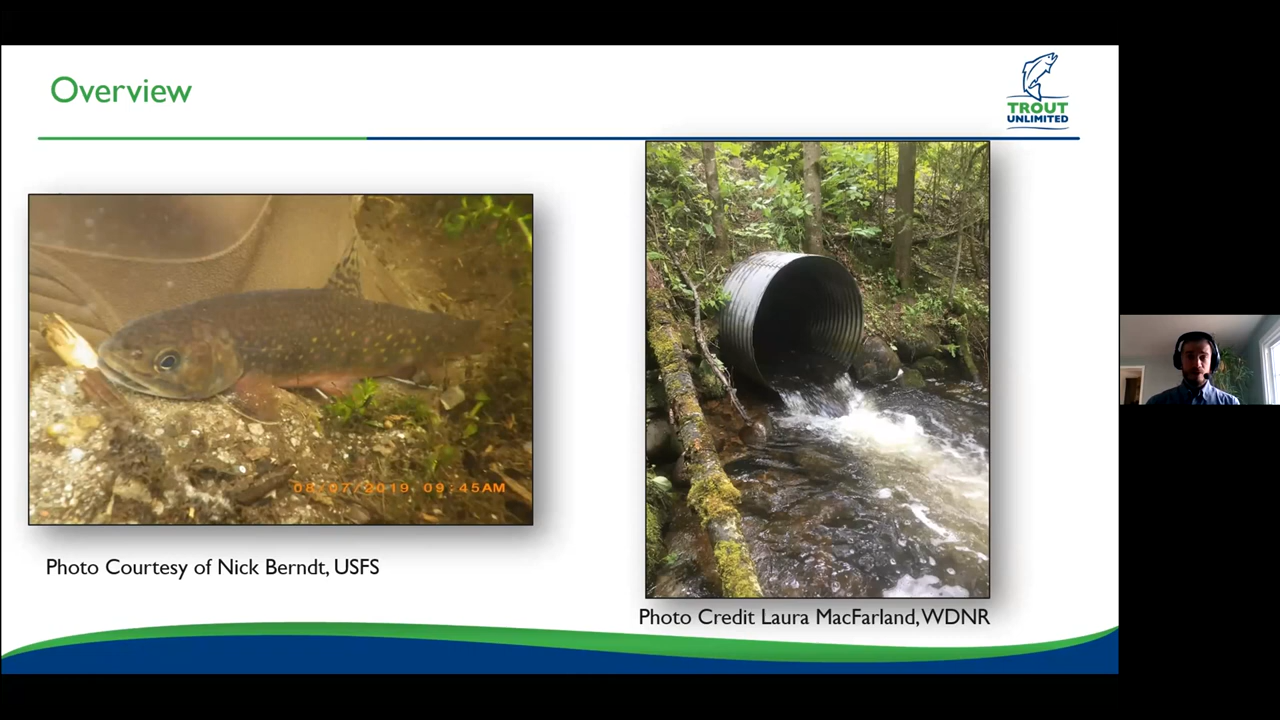 Overview
TROUT
UNLIMITED
08/07/2019 09:45AM
Photo Courtesy of Nick Berndt, USFS
Photo Credit Laura MacFarland, WDNR